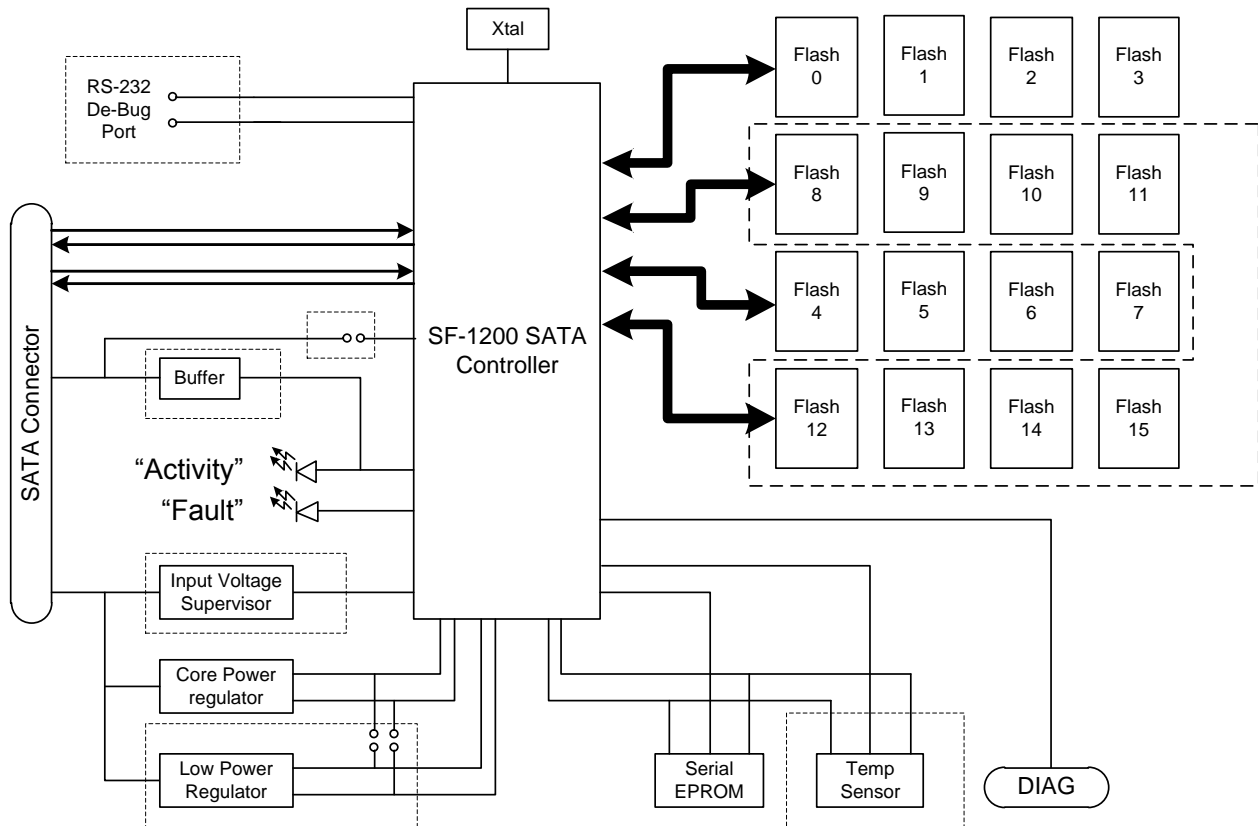 Xtal
RS-232
De-Bug
Port
Flash
0
Flash
1
Flash
2
Flash
3
Flash
8
Flash
9
Flash
10
Flash
11
Flash
4
Flash
5
Flash
6
Flash
7
Flash
12
Flash
13
Flash
14
Flash
15
SATA Connector
SF-1200 SATA
Controller
Buffer
“Activity”
“Fault”
Input Voltage
Supervisor
Core Power
regulator
Low Power
Regulator
Serial
EPROM
Temp
Sensor
DIAG